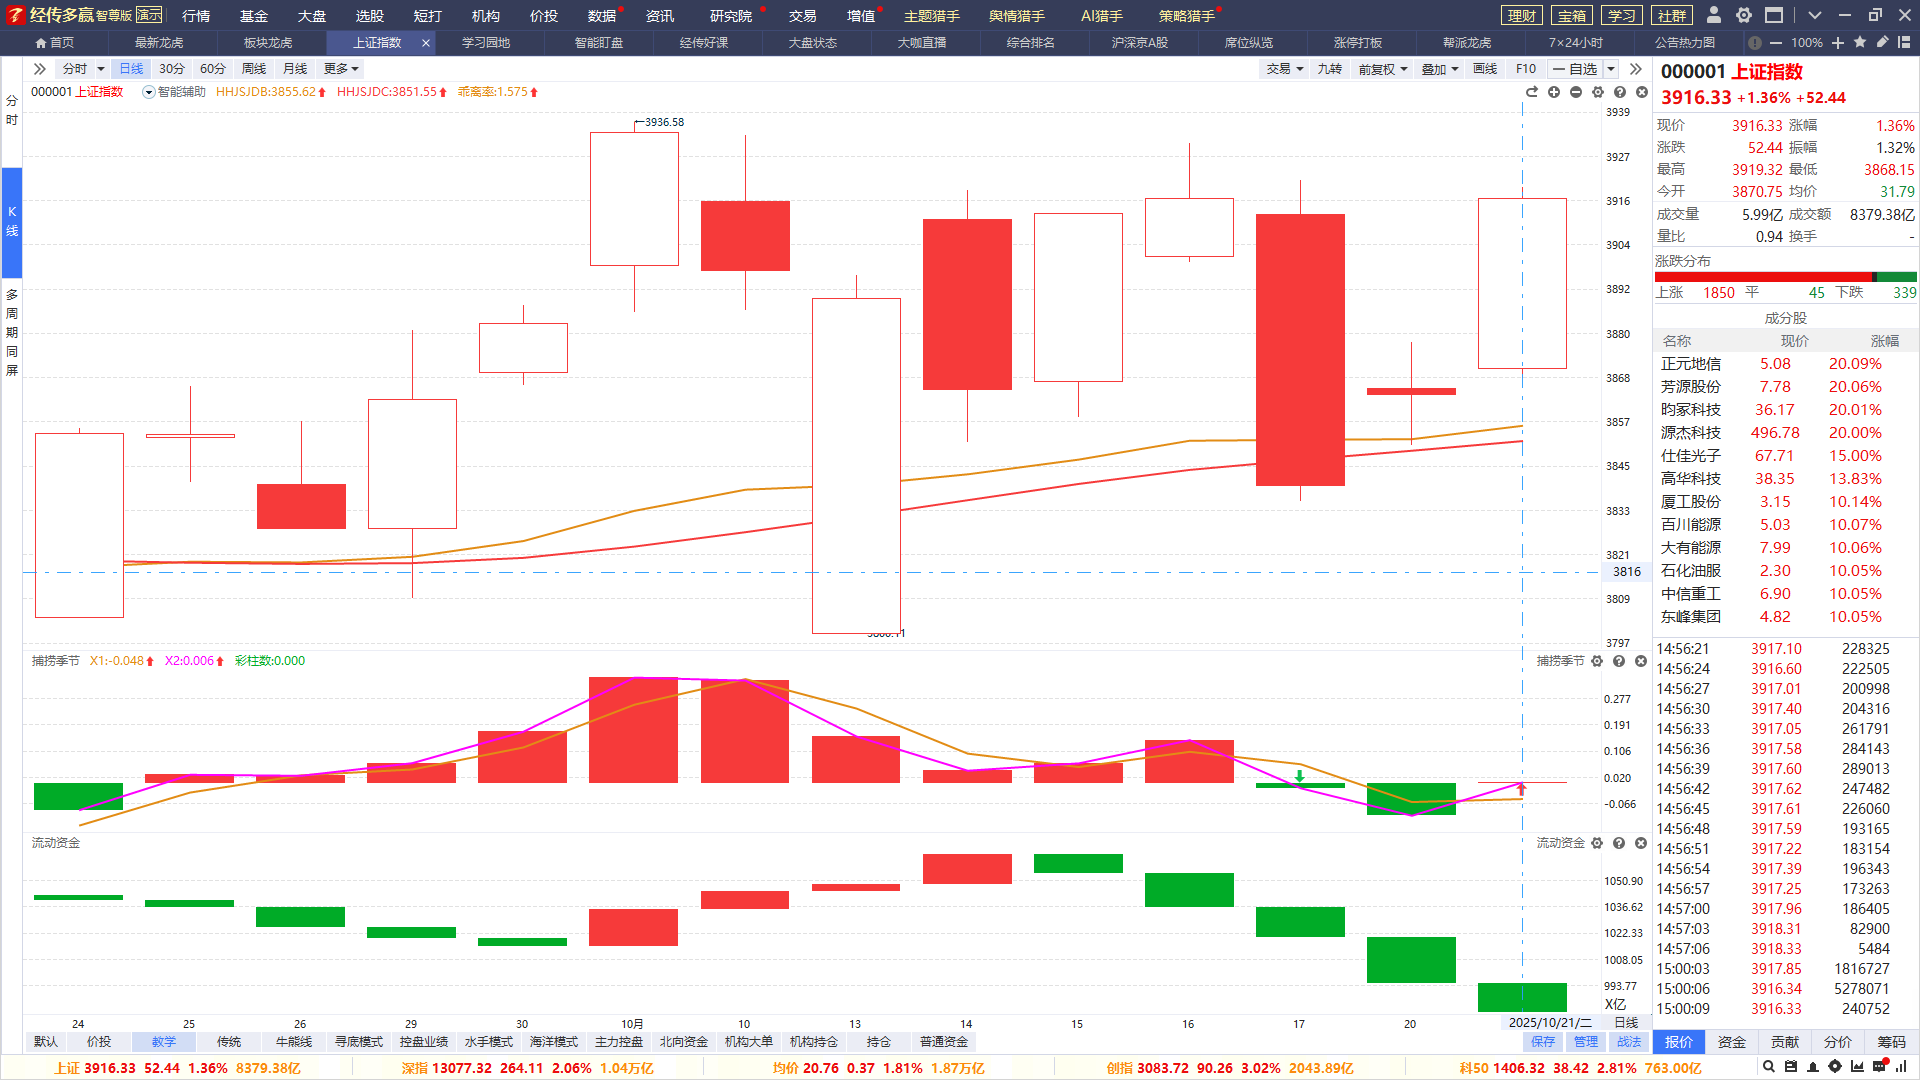 经传多赢 智尊版 演示 行情 基金 大盘 选股 短打 机构 价投 数据 资讯 研究院 交易 增值 主题猎手 舆情猎手 AI猎手 策略猎手 理财 宝箱 学习 社群
首页 最新龙虎 板块龙虎 上证指数 × 学习园地 智能盯盘 经传好课 大盘状态 大咖直播 综合排名 沪深京A股 席位纵览 涨停打板 帮派龙虎 7×24小时 公告热力图 100%
分时 日线 30分 60分 周线 月线 更多 交易 九转 前复权 叠加 画线 F10 自选
000001 上证指数 智能辅助 HHJSJDB:3855.62 HHJSJDC:3851.55 乖离率:1.575
分时
K线
多周期同屏
3936.58
3939
3927
3916
3904
3892
3880
3868
3857
3845
3833
3821
3816
3809
3797
捕捞季节 X1:-0.048 X2:0.006 彩柱数:0.000 捕捞季节
0.277
0.191
0.106
0.020
-0.066
流动资金 流动资金
1050.90
1036.62
1022.33
1008.05
993.77
X亿
24 25 26 29 30 10月 10 13 14 15 16 17 20 2025/10/21/二 日线
默认 价投 教学 传统 牛能线 寻底模式 控盘业绩 水手模式 海洋模式 主力控盘 北向资金 机构大单 机构持仓 持仓 普通资金 保存 管理 战法
000001 上证指数
3916.33 +1.36% +52.44
现价 3916.33 涨幅 1.36%
涨跌 52.44 振幅 1.32%
最高 3919.32 最低 3868.15
今开 3870.75 均价 31.79
成交量 5.99亿 成交额 8379.38亿
量比 0.94 换手 -
涨跌分布
上涨 1850 平 45 下跌 339
成分股
名称 现价 涨幅
正元地信 5.08 20.09%
芳源股份 7.78 20.06%
昀冢科技 36.17 20.01%
源杰科技 496.78 20.00%
仕佳光子 67.71 15.00%
高华科技 38.35 13.83%
厦工股份 3.15 10.14%
百川能源 5.03 10.07%
大有能源 7.99 10.06%
石化油服 2.30 10.05%
中信重工 6.90 10.05%
东峰集团 4.82 10.05%
14:56:21 3917.10 228325
14:56:24 3916.60 222505
14:56:27 3917.01 200998
14:56:30 3917.40 204316
14:56:33 3917.05 261791
14:56:36 3917.58 284143
14:56:39 3917.60 289013
14:56:42 3917.62 247482
14:56:45 3917.61 226060
14:56:48 3917.59 193165
14:56:51 3917.22 183154
14:56:54 3917.39 196343
14:56:57 3917.25 173263
14:57:00 3917.96 186405
14:57:03 3918.31 82900
14:57:06 3918.33 5484
15:00:03 3917.85 1816727
15:00:06 3916.34 5278071
15:00:09 3916.33 240752
报价 资金 贡献 分价 筹码
上证 3916.33 52.44 1.36% 8379.38亿 深指 13077.32 264.11 2.06% 1.04万亿 均价 20.76 0.37 1.81% 1.87万亿 创指 3083.72 90.26 3.02% 2043.89亿 科50 1406.32 38.42 2.81% 763.00亿